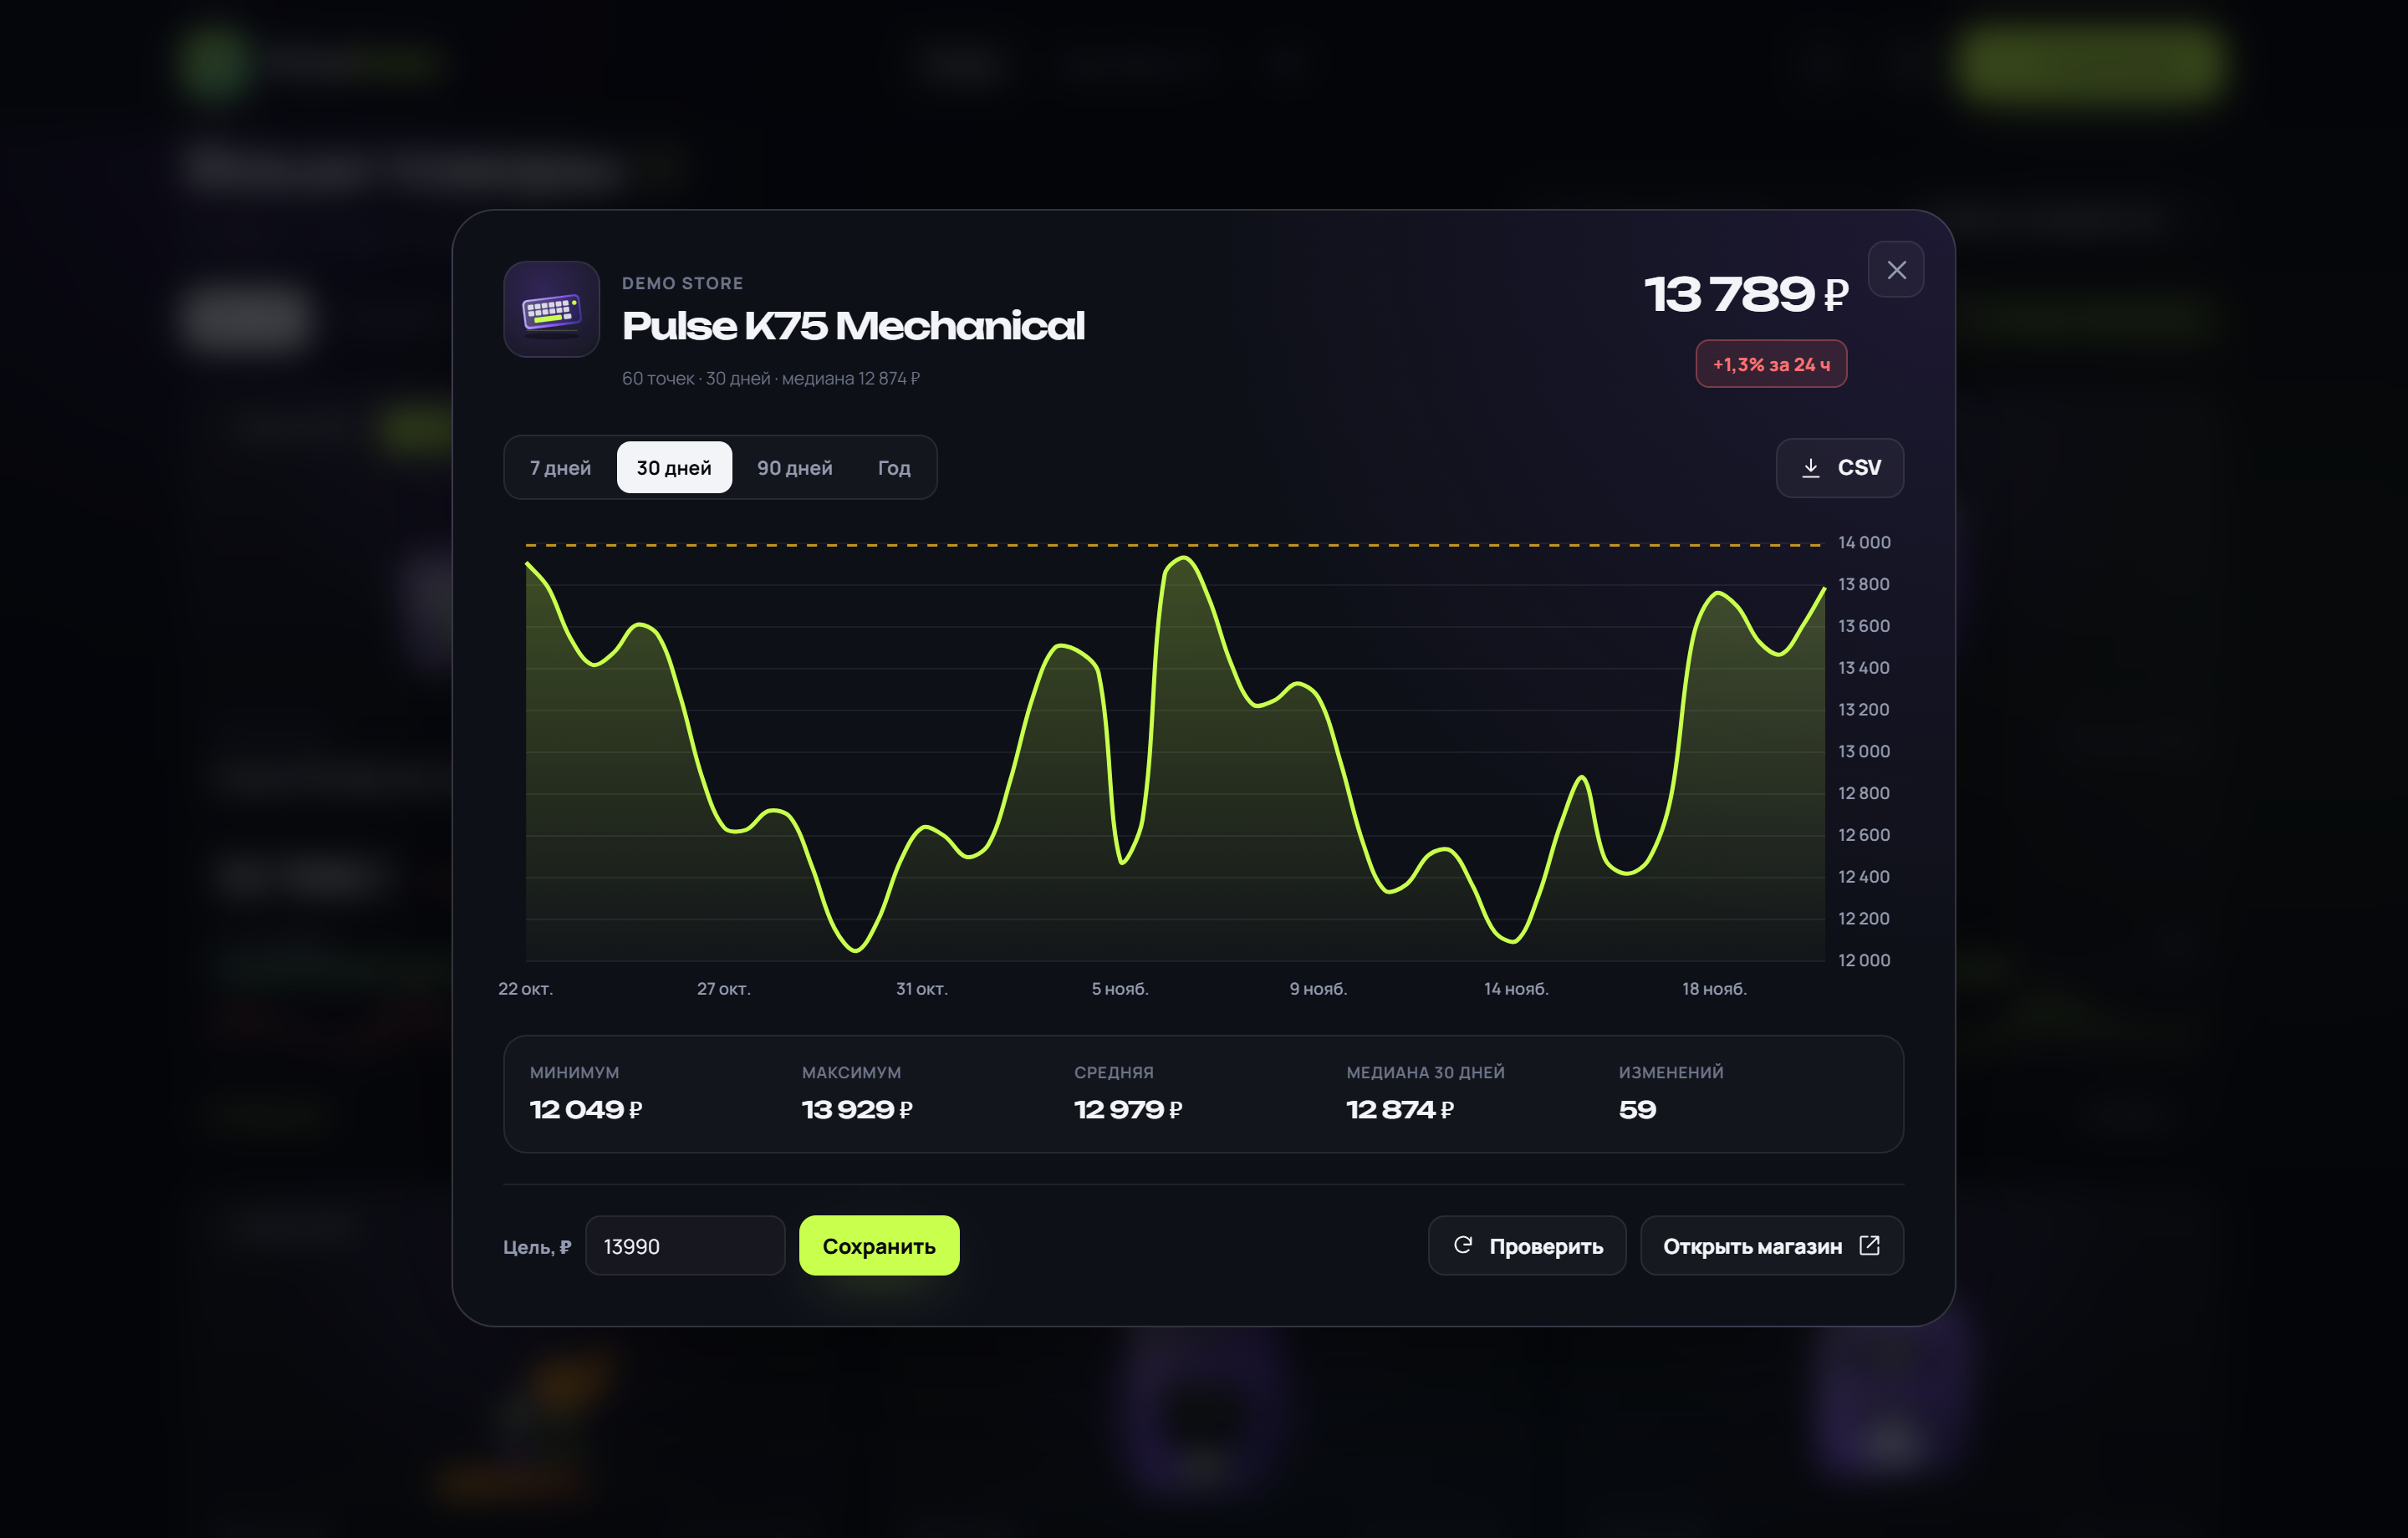 DEMO STORE
Pulse K75 Mechanical
60 точек · 30 дней · медиана 12 874 ₽
13 789 ₽
+1,3% за 24 ч
7 дней 30 дней 90 дней Год
CSV
14 000
13 800
13 600
13 400
13 200
13 000
12 800
12 600
12 400
12 200
12 000
22 окт. 27 окт. 31 окт. 5 нояб. 9 нояб. 14 нояб. 18 нояб.
МИНИМУМ
12 049 ₽
МАКСИМУМ
13 929 ₽
СРЕДНЯЯ
12 979 ₽
МЕДИАНА 30 ДНЕЙ
12 874 ₽
ИЗМЕНЕНИЙ
59
Цель, ₽ 13990 Сохранить Проверить Открыть магазин